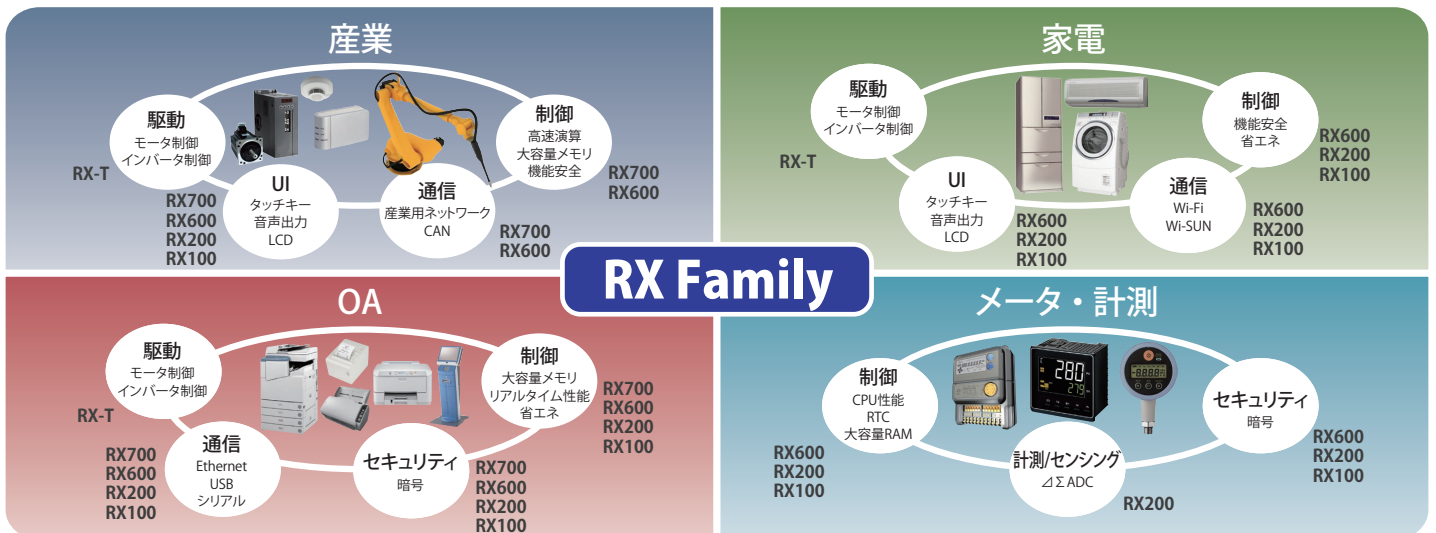 産業
駆動
モータ制御
インバータ制御
RX-T
UI
タッチキー
音声出力
LCD
RX700
RX600
RX200
RX100
通信
産業用ネットワーク
CAN
RX700
RX600
制御
高速演算
大容量メモリ
機能安全
RX700
RX600
家電
駆動
モータ制御
インバータ制御
RX-T
UI
タッチキー
音声出力
LCD
RX600
RX200
RX100
通信
Wi-Fi
Wi-SUN
RX600
RX200
RX100
制御
機能安全
省エネ
RX600
RX200
RX100
RX Family
OA
駆動
モータ制御
インバータ制御
RX-T
通信
Ethernet
USB
シリアル
RX700
RX600
RX200
RX100
セキュリティ
暗号
RX700
RX600
RX200
RX100
制御
大容量メモリ
リアルタイム性能
省エネ
RX700
RX600
RX200
RX100
メータ・計測
制御
CPU性能
RTC
大容量RAM
RX600
RX200
RX100
計測/センシング
⊿Σ ADC
RX200
セキュリティ
暗号
RX600
RX200
RX100
280
279